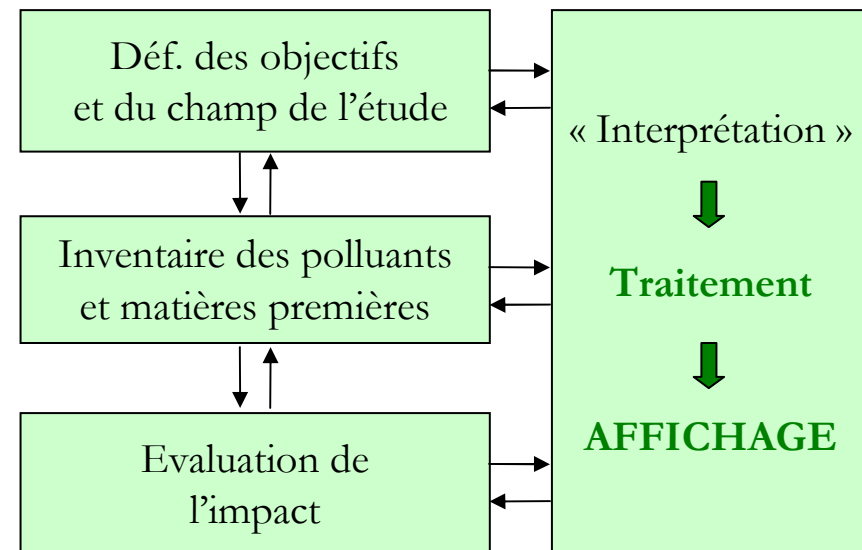 Déf. des objectifs
et du champ de l’étude
Inventaire des polluants
et matières premières
Evaluation de
l’impact
« Interprétation »
Traitement
AFFICHAGE